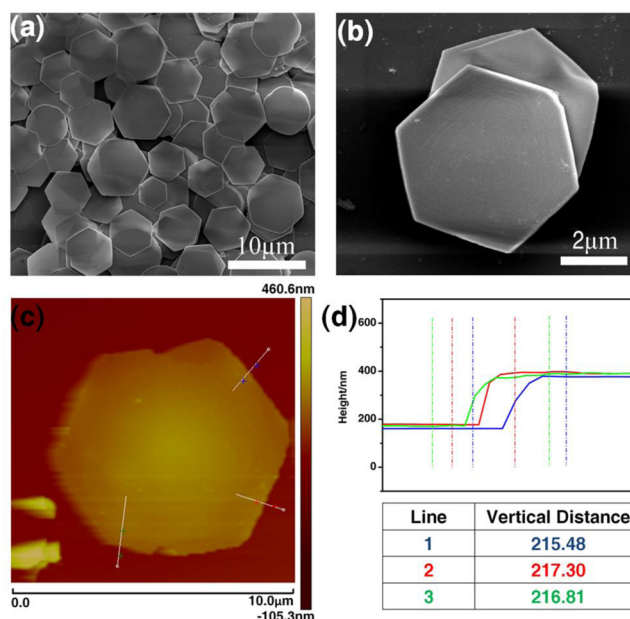 (a)
10μm
(b)
2μm
460.6nm
(c)
0.0
10.0μm
-105.3nm
(d)
600
400
200
0
Height/nm
Line Vertical Distance
1 215.48
2 217.30
3 216.81